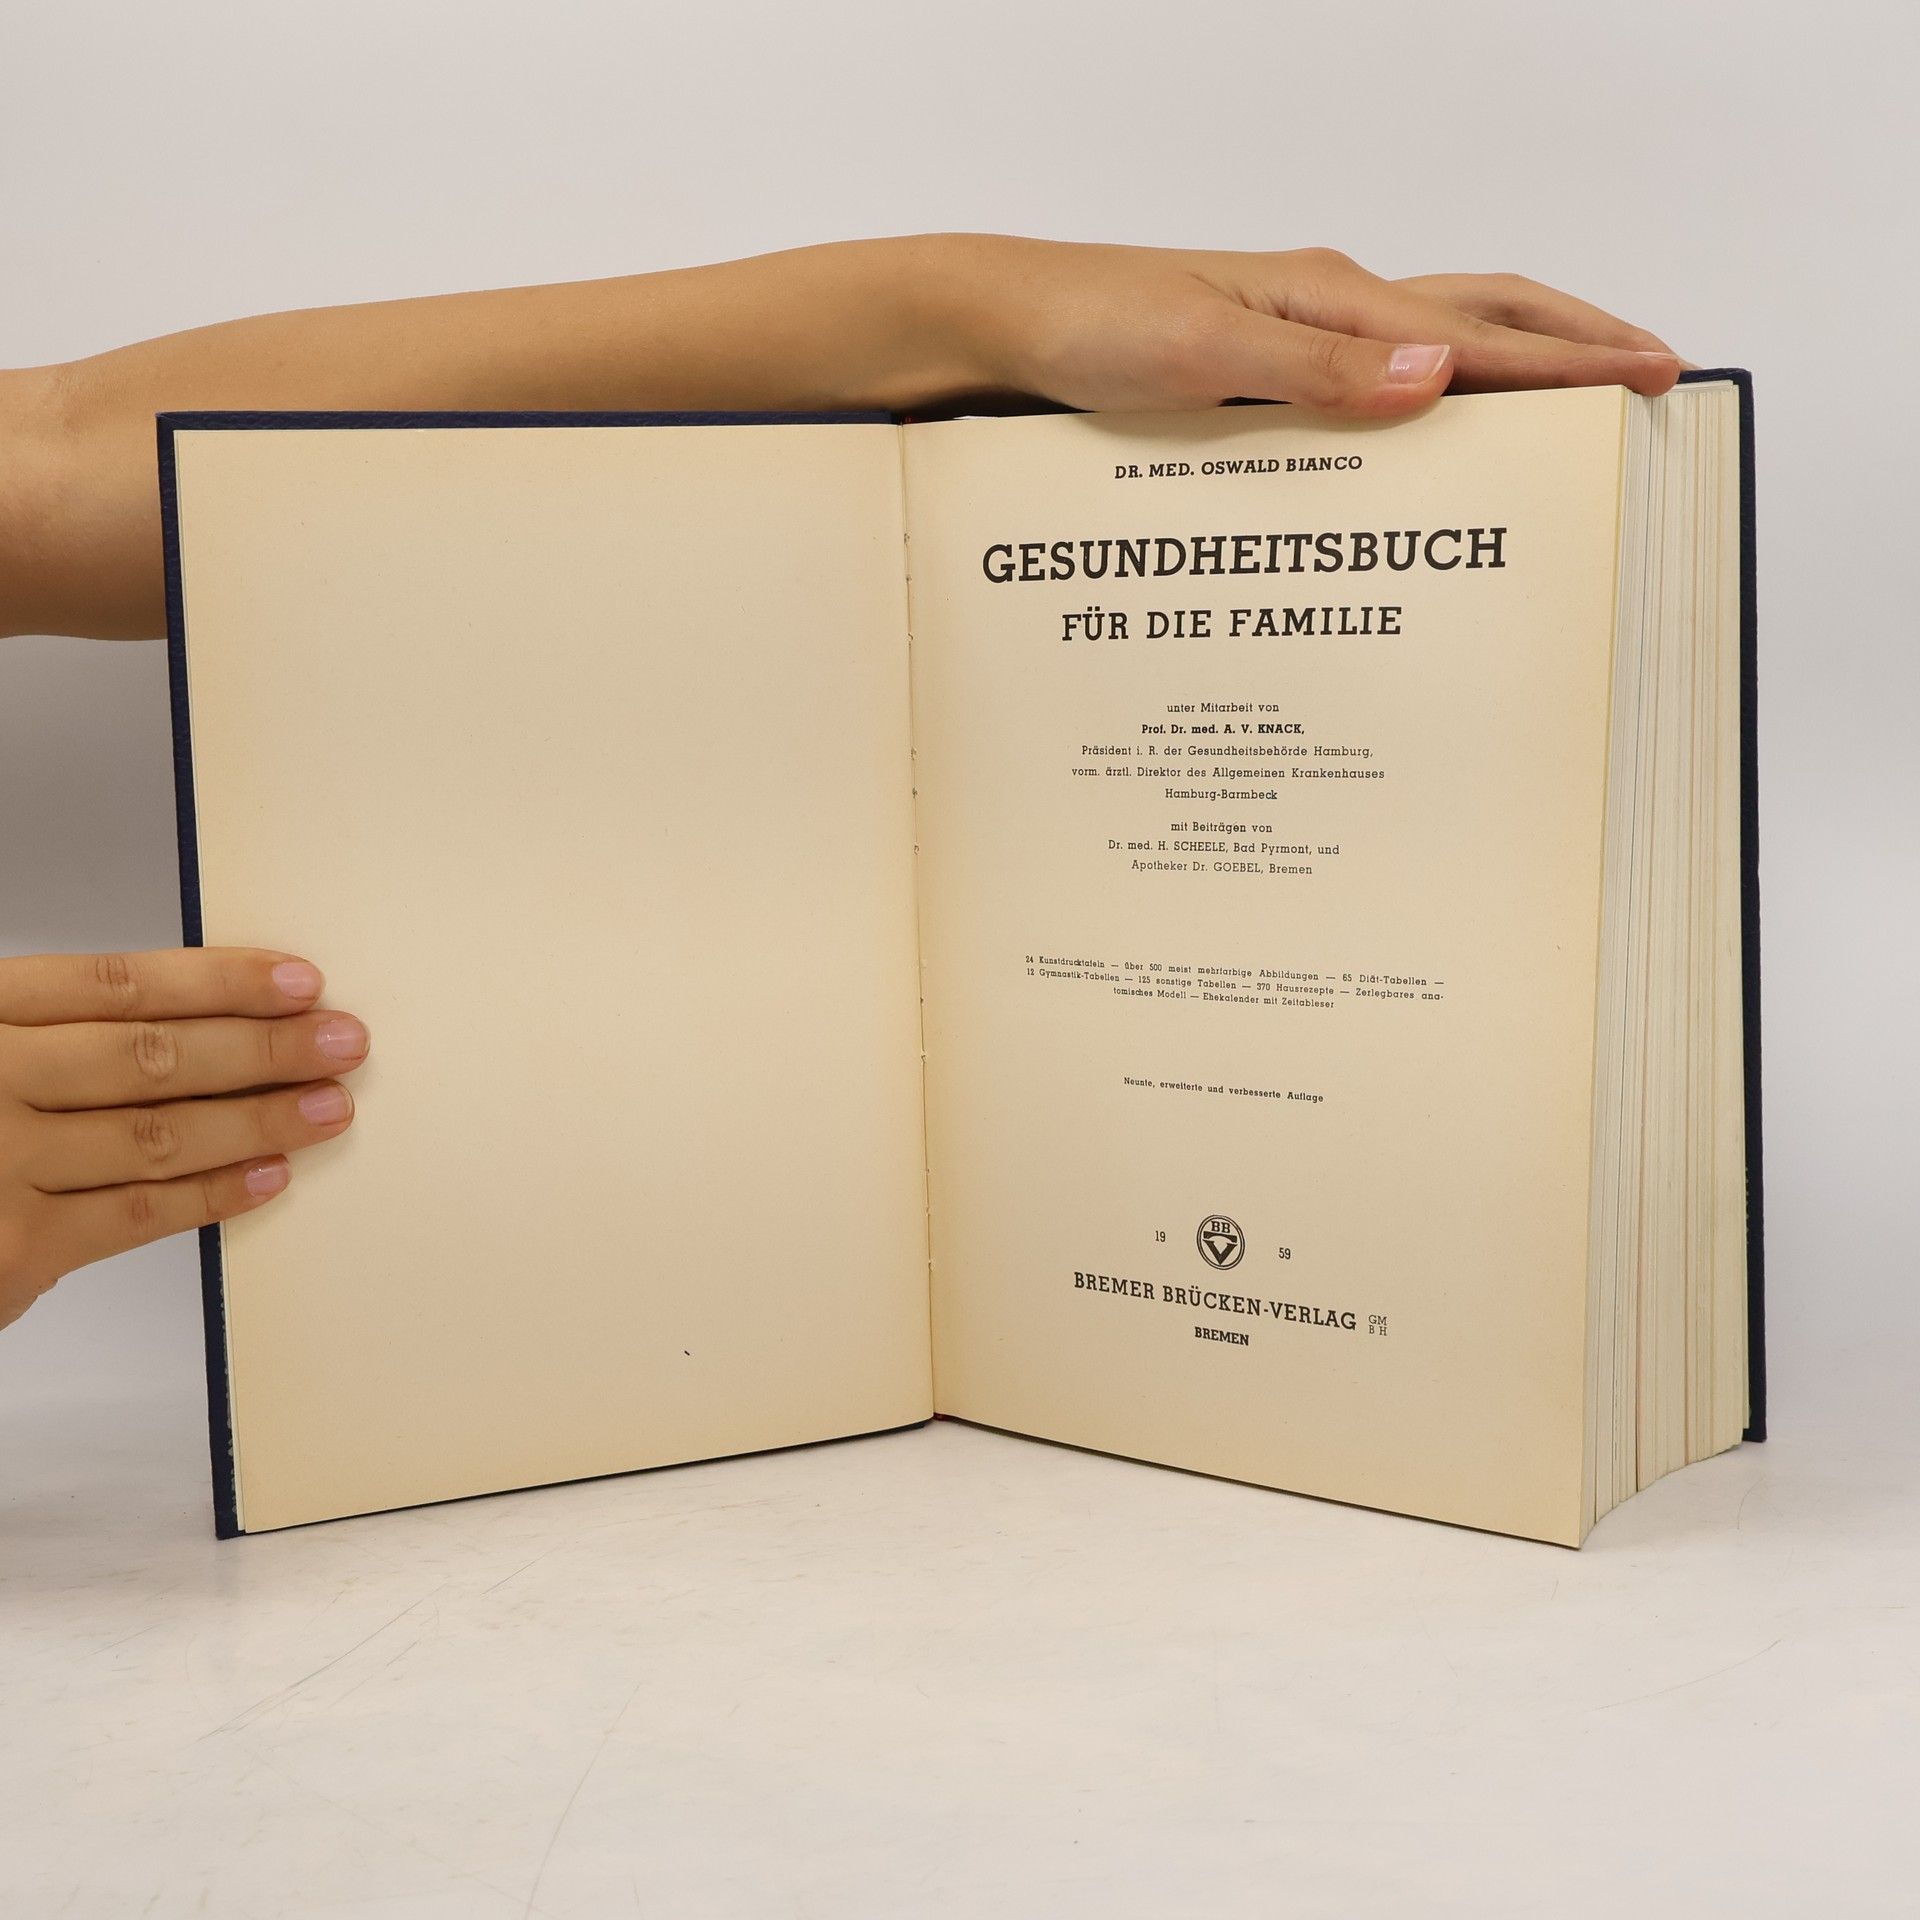 DR. MED. OSWALD BIANCO
GESUNDHEITSBUCH
FÜR DIE FAMILIE
unter Mitarbeit von
Prof. Dr. med. A. V. KNACK,
Präsident i. R. der Gesundheitsbehörde Hamburg,
vorm. ärztl. Direktor des Allgemeinen Krankenhauses
Hamburg-Barmbeck
mit Beiträgen von
Dr. med. H. SCHEELE, Bad Pyrmont, und
Apotheker Dr. GOEBEL, Bremen
24 Kunstdrucktafeln — über 500 meist mehrfarbige Abbildungen — 65 Diät-Tabellen —
12 Gymnastik-Tabellen — 125 sonstige Tabellen — 370 Hausrezepte — Zerlegbares ana-
tomisches Modell — Ehekalender mit Zeitableser
Neunte, erweiterte und verbesserte Auflage
19 BBV 59
BREMER BRÜCKEN-VERLAG GMBH
BREMEN